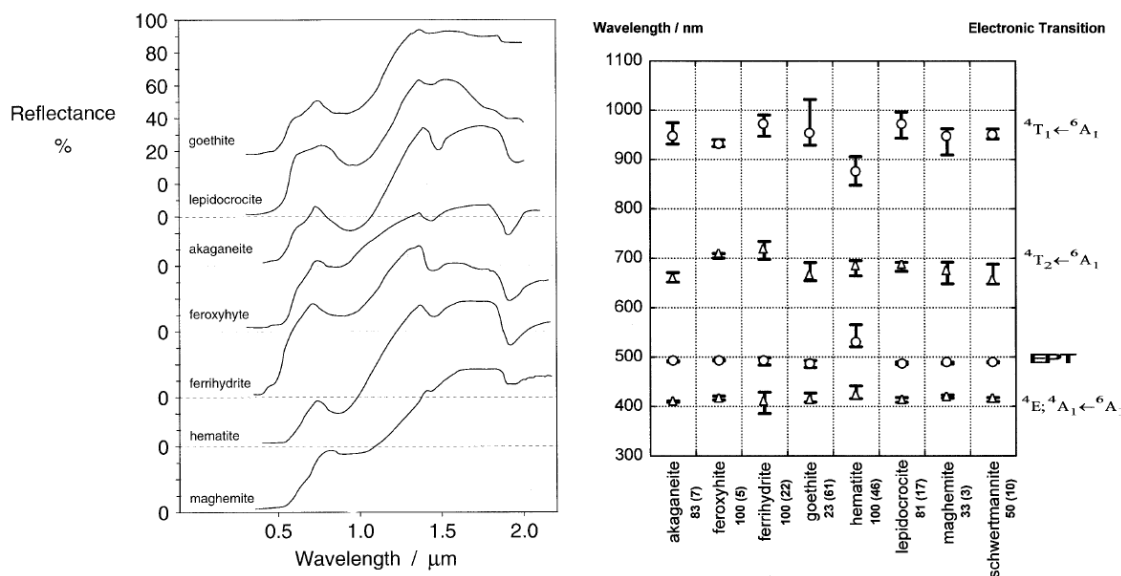 100
80
60
40
20
0
0
0
0
0
0
0
Reflectance
%
goethite
lepidocrocite
akaganeite
feroxyhyte
ferrihydrite
hematite
maghemite
0.5
1.0
1.5
2.0
Wavelength / μm
Wavelength / nm
Electronic Transition
1100
1000
900
800
700
600
500
400
300
⁴T₁←⁶A₁
⁴T₂←⁶A₁
EPT
⁴E;⁴A₁←⁶A
akaganeite
83 (7)
feroxyhite
100 (5)
ferrihydrite
100 (22)
goethite
23 (61)
hematite
100 (46)
lepidocrocite
81 (17)
maghemite
33 (3)
schwertmannite
50 (10)